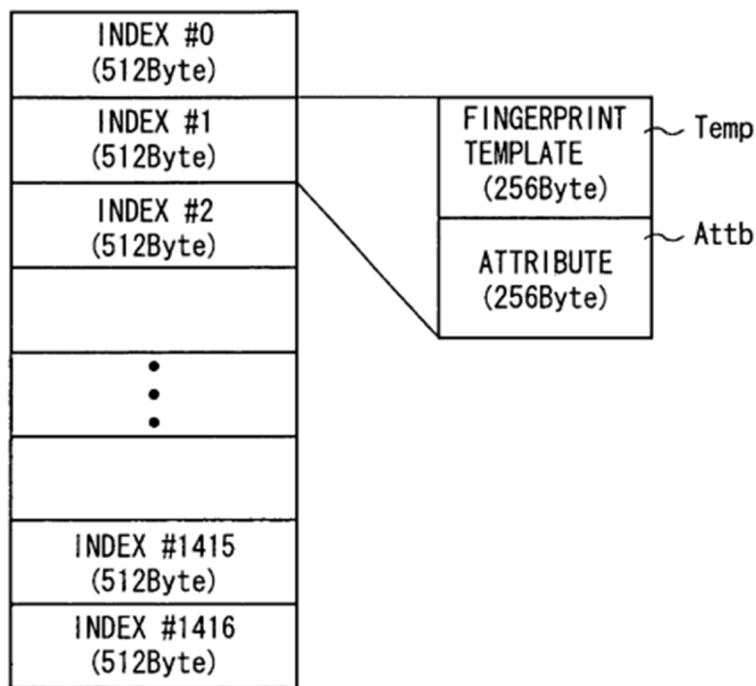 INDEX #0
(512Byte)
INDEX #1
(512Byte)
INDEX #2
(512Byte)
INDEX #1415
(512Byte)
INDEX #1416
(512Byte)
FINGERPRINT
TEMPLATE
(256Byte)
Temp
ATTRIBUTE
(256Byte)
Attb